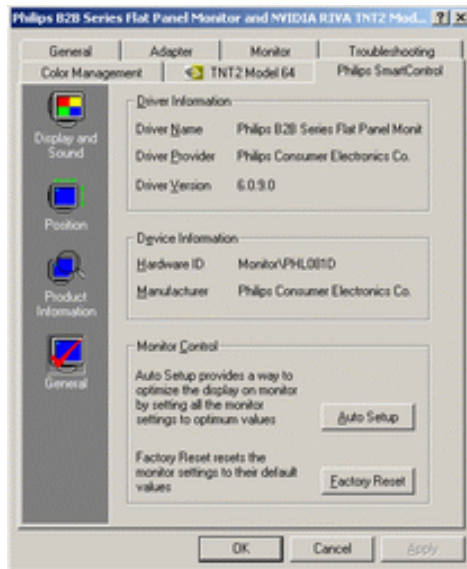 Philips B2B Series Flat Panel Monitor and NVIDIA RIVA TNT2 Mod...
General
Adapter
Monitor
Troubleshooting
Color Management
TNT2 Model 64
Philips SmartControl
Display and
Sound
Position
Product
Information
General
Driver Information
Driver Name Philips B2B Series Flat Panel Monit
Driver Provider Philips Consumer Electronics Co.
Driver Version 6.0.9.0
Device Information
Hardware ID Monitor\PHL081D
Manufacturer Philips Consumer Electronics Co.
Monitor Control
Auto Setup provides a way to
optimize the display on monitor
by setting all the monitor
settings to optimum values
Auto Setup
Factory Reset resets the
monitor settings to their default
values
Factory Reset
OK
Cancel
Apply